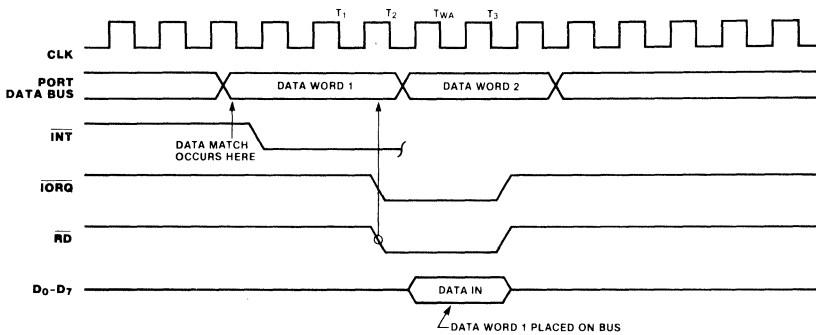 T1 T2 TWA T3
CLK
PORT
DATA BUS
DATA WORD 1 DATA WORD 2
INT
DATA MATCH
OCCURS HERE
IORQ
RD
D0-D7
DATA IN
DATA WORD 1 PLACED ON BUS